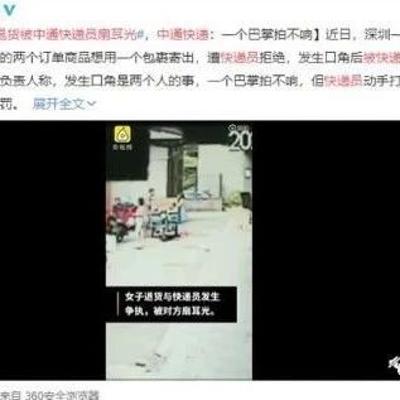 退货被中通快递员扇耳光#，中通快递：一个巴掌拍不响】近日，深圳一
的两个订单商品想用一个包裹寄出，遭快递员拒绝，发生口角后被快递
负责人称，发生口角是两个人的事，一个巴掌拍不响，但快递员动手打
罚。 展开全文
20
女子退货与快递员发生
争执，被对方扇耳光。
来自 360安全浏览器